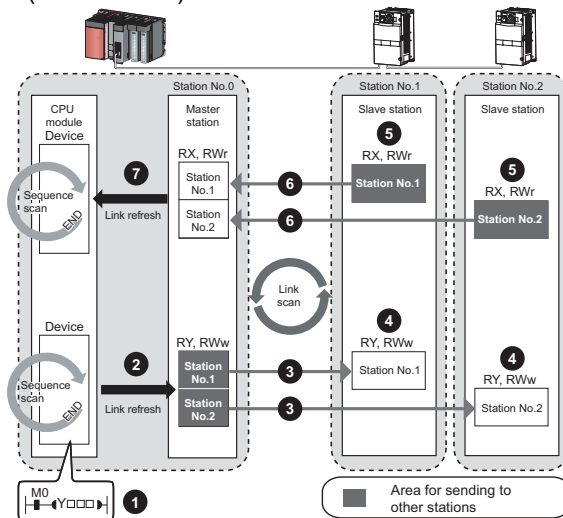 Station No.0
Station No.1
Station No.2
CPU
module
Device
Master
station
Slave station
Slave station
RX, RWr
Station
No.1
Station
No.2
7
Link refresh
Sequence
scan
END
6
6
5
RX, RWr
Station No.1
5
RX, RWr
Station No.2
Link
scan
Device
Sequence
scan
END
2
Link refresh
RY, RWw
Station
No.1
Station
No.2
3
3
4
RY, RWw
Station No.1
4
RY, RWw
Station No.2
M0
Y□□□
1
Area for sending to
other stations